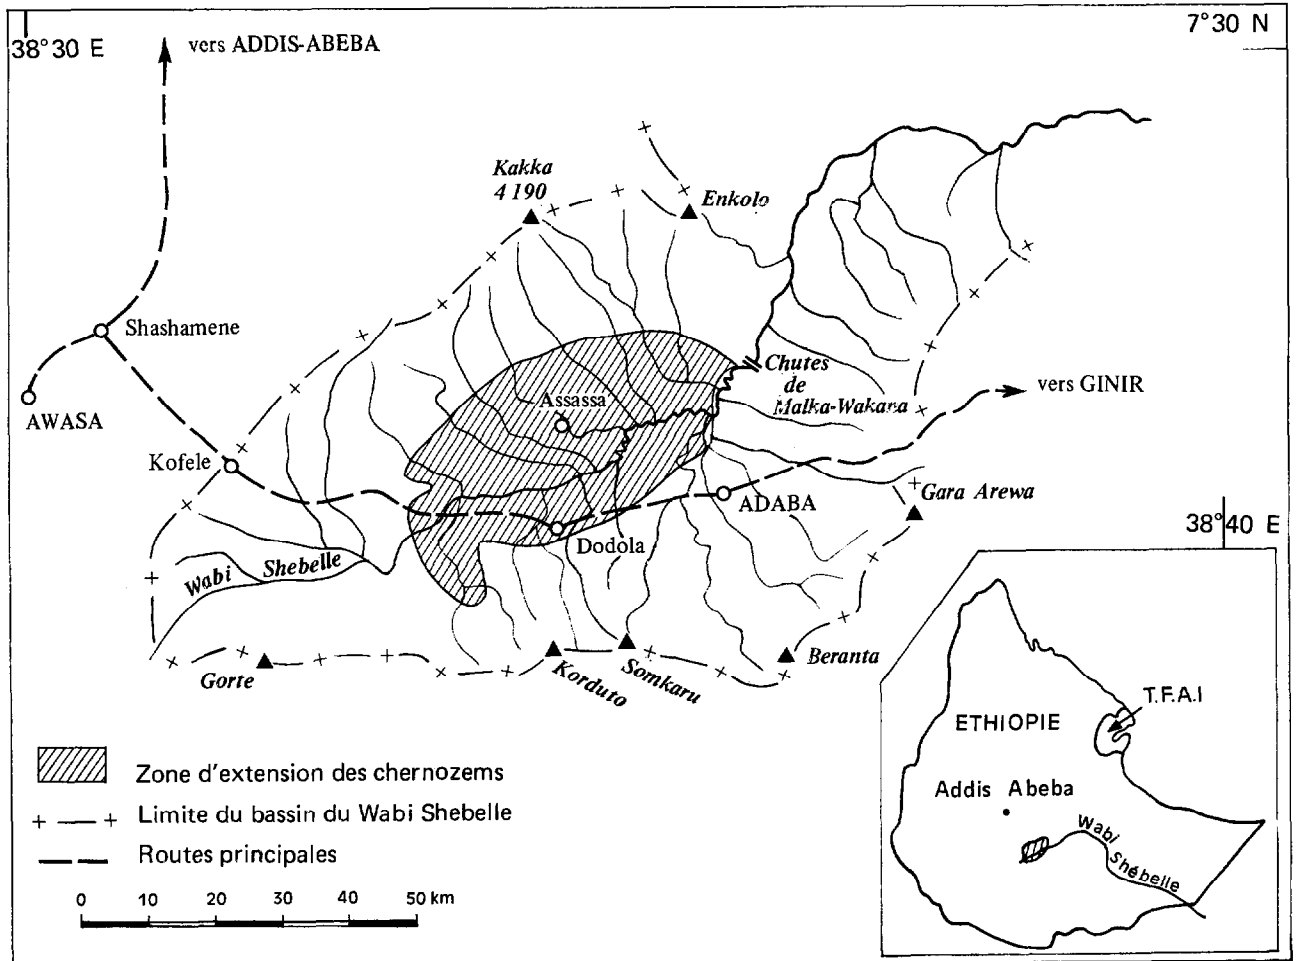 38°30 E
vers ADDIS-ABEBA
7°30 N
Kakka
4 190
Enkolo
Shashamene
Chutes
de
Malka-Wakana
vers GINIR
AWASA
Assassa
Kofele
ADABA
Gara Arewa
Dodola
38°40 E
Wabi Shebelle
Gorte
Korduto
Somkaru
Beranta
T.F.A.I
ETHIOPIE
Addis Abeba
Wabi
Shébelle
Zone d'extension des chernozems
Limite du bassin du Wabi Shebelle
Routes principales
0 10 20 30 40 50 km